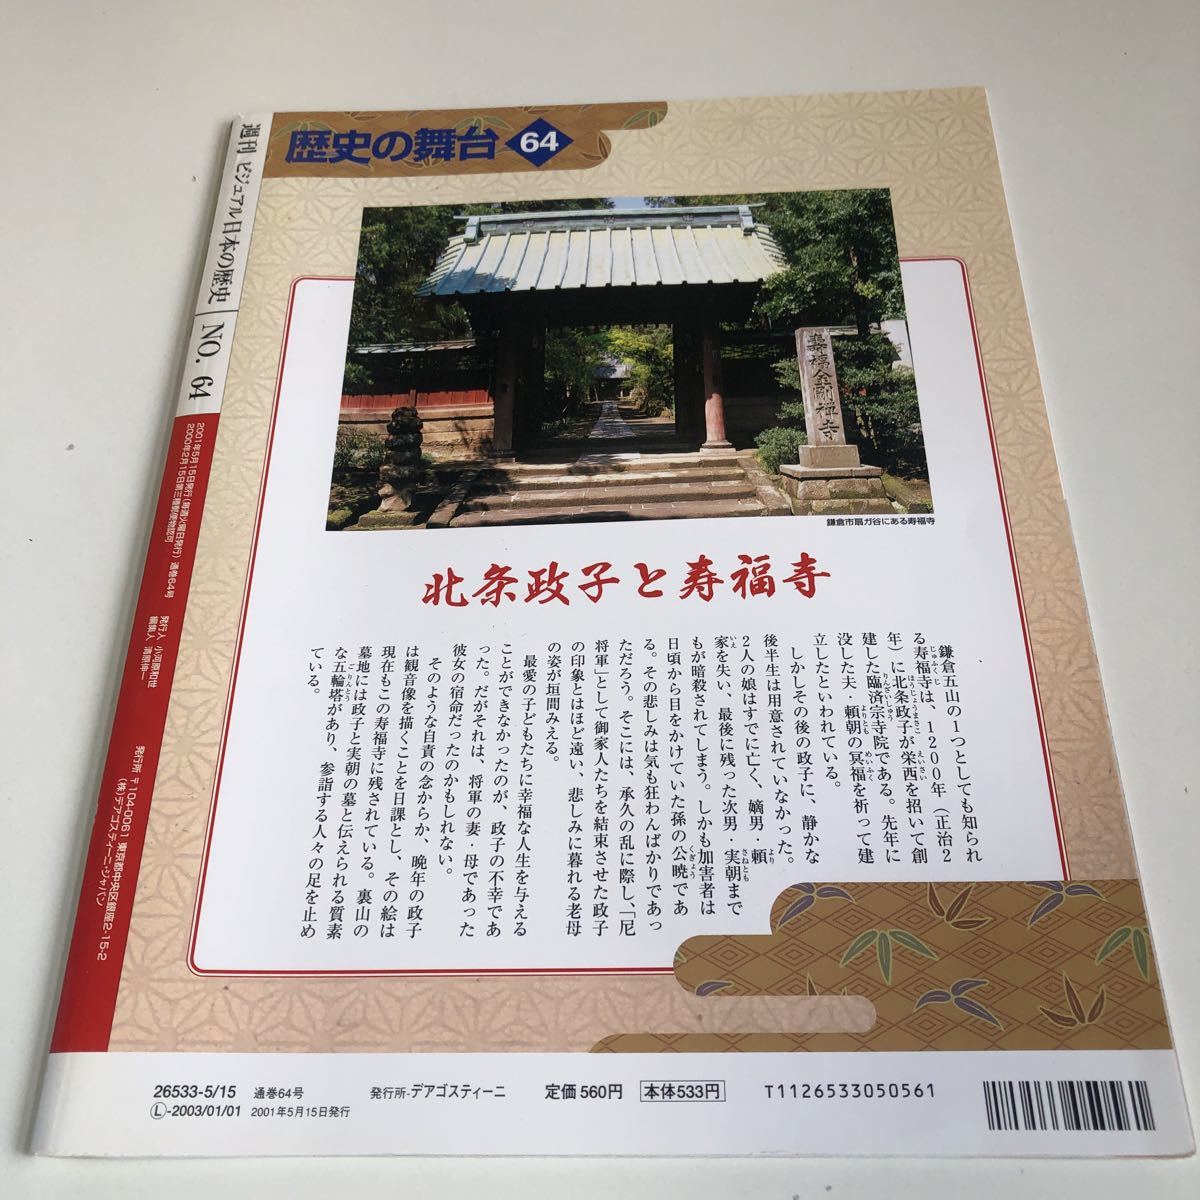 歴史の舞台 64
週刊 ビジュアル日本の歴史 NO. 64
2001年5月15日発行(毎週火曜日発行) 通巻64号
2000年2月15日第三種郵便物認可
発行人 小河原和世
編集人 清原伸一
発行所 〒104-0061 東京都中央区銀座2-15-2
(株)デアゴスティーニ・ジャパン
壽福金剛禅寺
鎌倉市扇ガ谷にある寿福寺
北条政子と寿福寺
鎌倉五山の1つとしても知られ
る寿福寺は、1200年(正治2
年)に北条政子が栄西を招いて創
建した臨済宗寺院である。先年に
没した夫・頼朝の冥福を祈って建
立したといわれている。
しかしその後の政子に、静かな
後半生は用意されていなかった。
2人の娘はすでに亡く、嫡男・頼
家を失い、最後に残った次男・実朝まで
もが暗殺されてしまう。しかも加害者は
日頃から目をかけていた孫の公暁であ
る。その悲しみは気も狂わんばかりであっ
ただろう。そこには、承久の乱に際し、「尼
将軍」として御家人たちを結束させた政子
の印象とはほど遠い、悲しみに暮れる老母
の姿が垣間みえる。
最愛の子どもたちに幸福な人生を与える
ことができなかったのが、政子の不幸であ
った。だがそれは、将軍の妻・母であった
彼女の宿命だったのかもしれない。
そのような自責の念からか、晩年の政子
は観音像を描くことを日課とし、その絵は
現在もこの寿福寺に残されている。裏山の
墓地には政子と実朝の墓と伝えられる質素
な五輪塔があり、参詣する人々の足を止め
ている。
26533-5/15 通巻64号 発行所-デアゴスティーニ 定価 560円 本体533円 T1126533050561
Ⓛ-2003/01/01 2001年5月15日発行